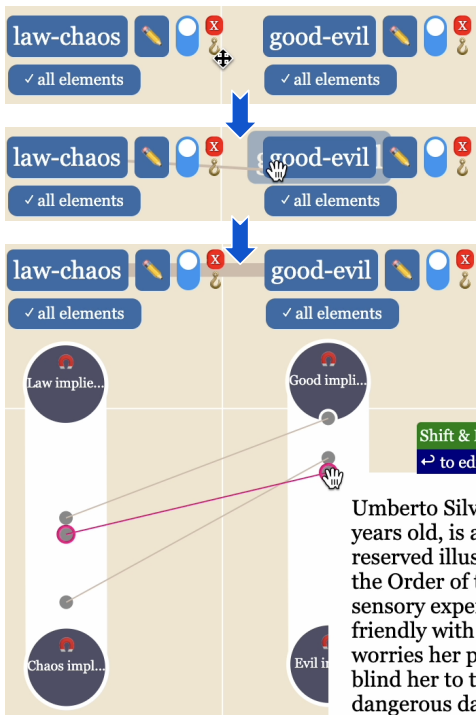 law-chaos X good-evil X
✓ all elements ✓ all elements
law-chaos X good-evil X
✓ all elements ✓ all elements
law-chaos X good-evil X
✓ all elements ✓ all elements
Law implie... Good impli...
Shift &
↩ to ed
Umberto Silv
years old, is a
reserved illus
the Order of t
sensory exper
friendly with
worries her p
blind her to t
dangerous da
Chaos impl... Evil i